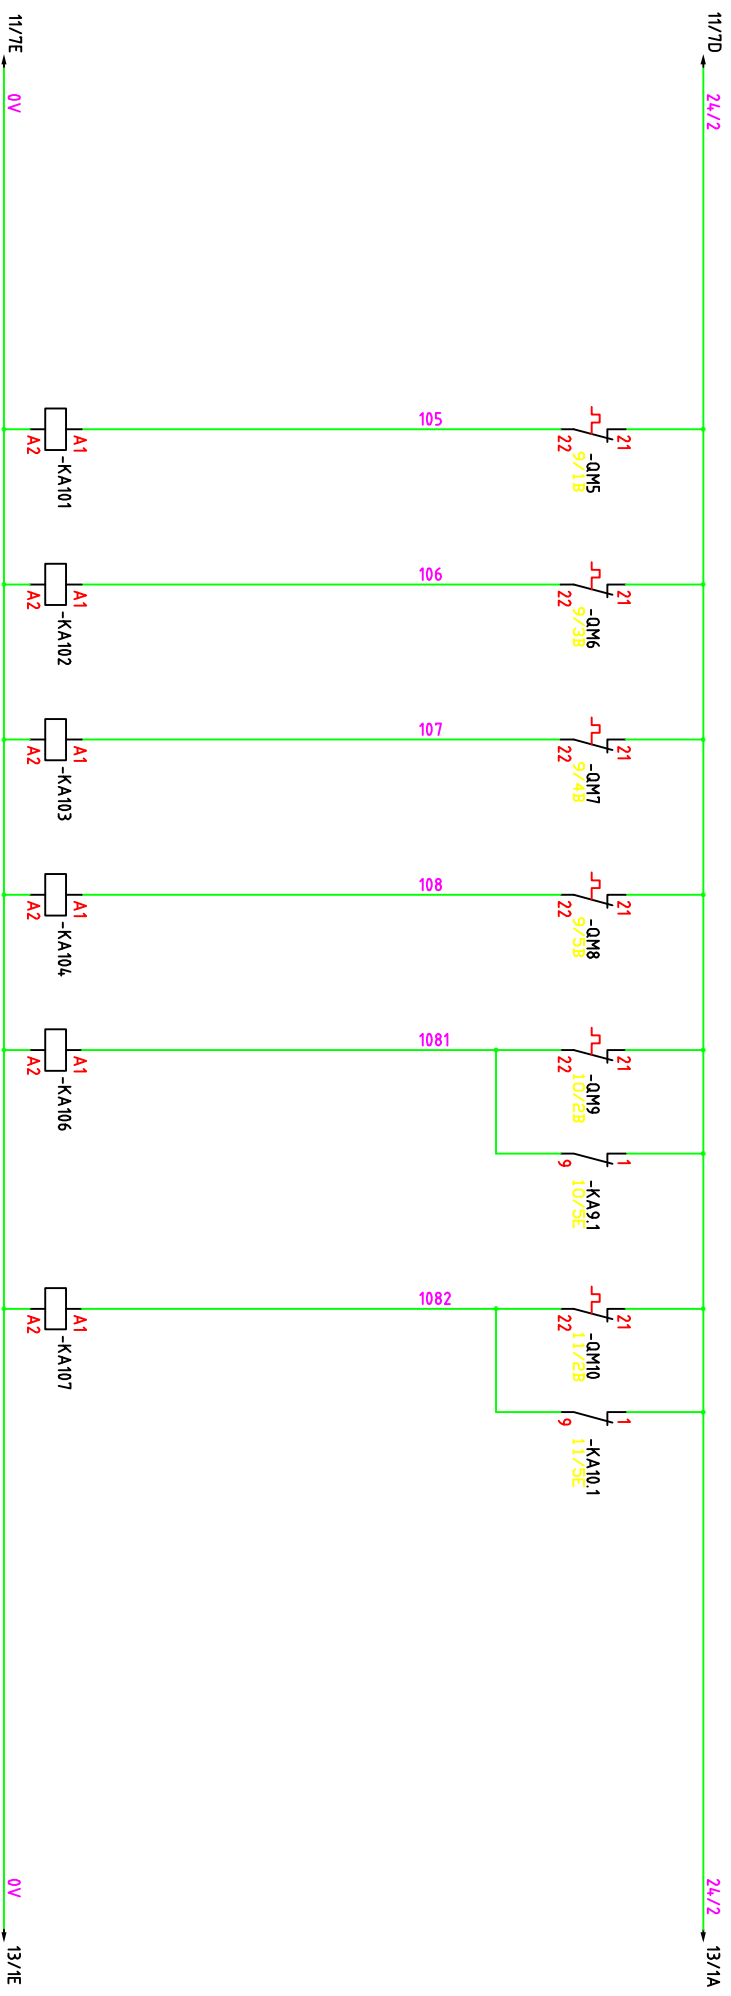 11/7D
24/2
24/2
13/1A
21
22
-QM5
9/1B
21
22
-QM6
9/3B
21
22
-QM7
9/4B
21
22
-QM8
9/5B
21
22
-QM9
10/2B
1
9
-KA9.1
10/5E
21
22
-QM10
11/2B
1
9
-KA10.1
11/5E
105
106
107
108
1081
1082
A1
A2
-KA101
A1
A2
-KA102
A1
A2
-KA103
A1
A2
-KA104
A1
A2
-KA106
A1
A2
-KA107
11/7E
0V
0V
13/1E